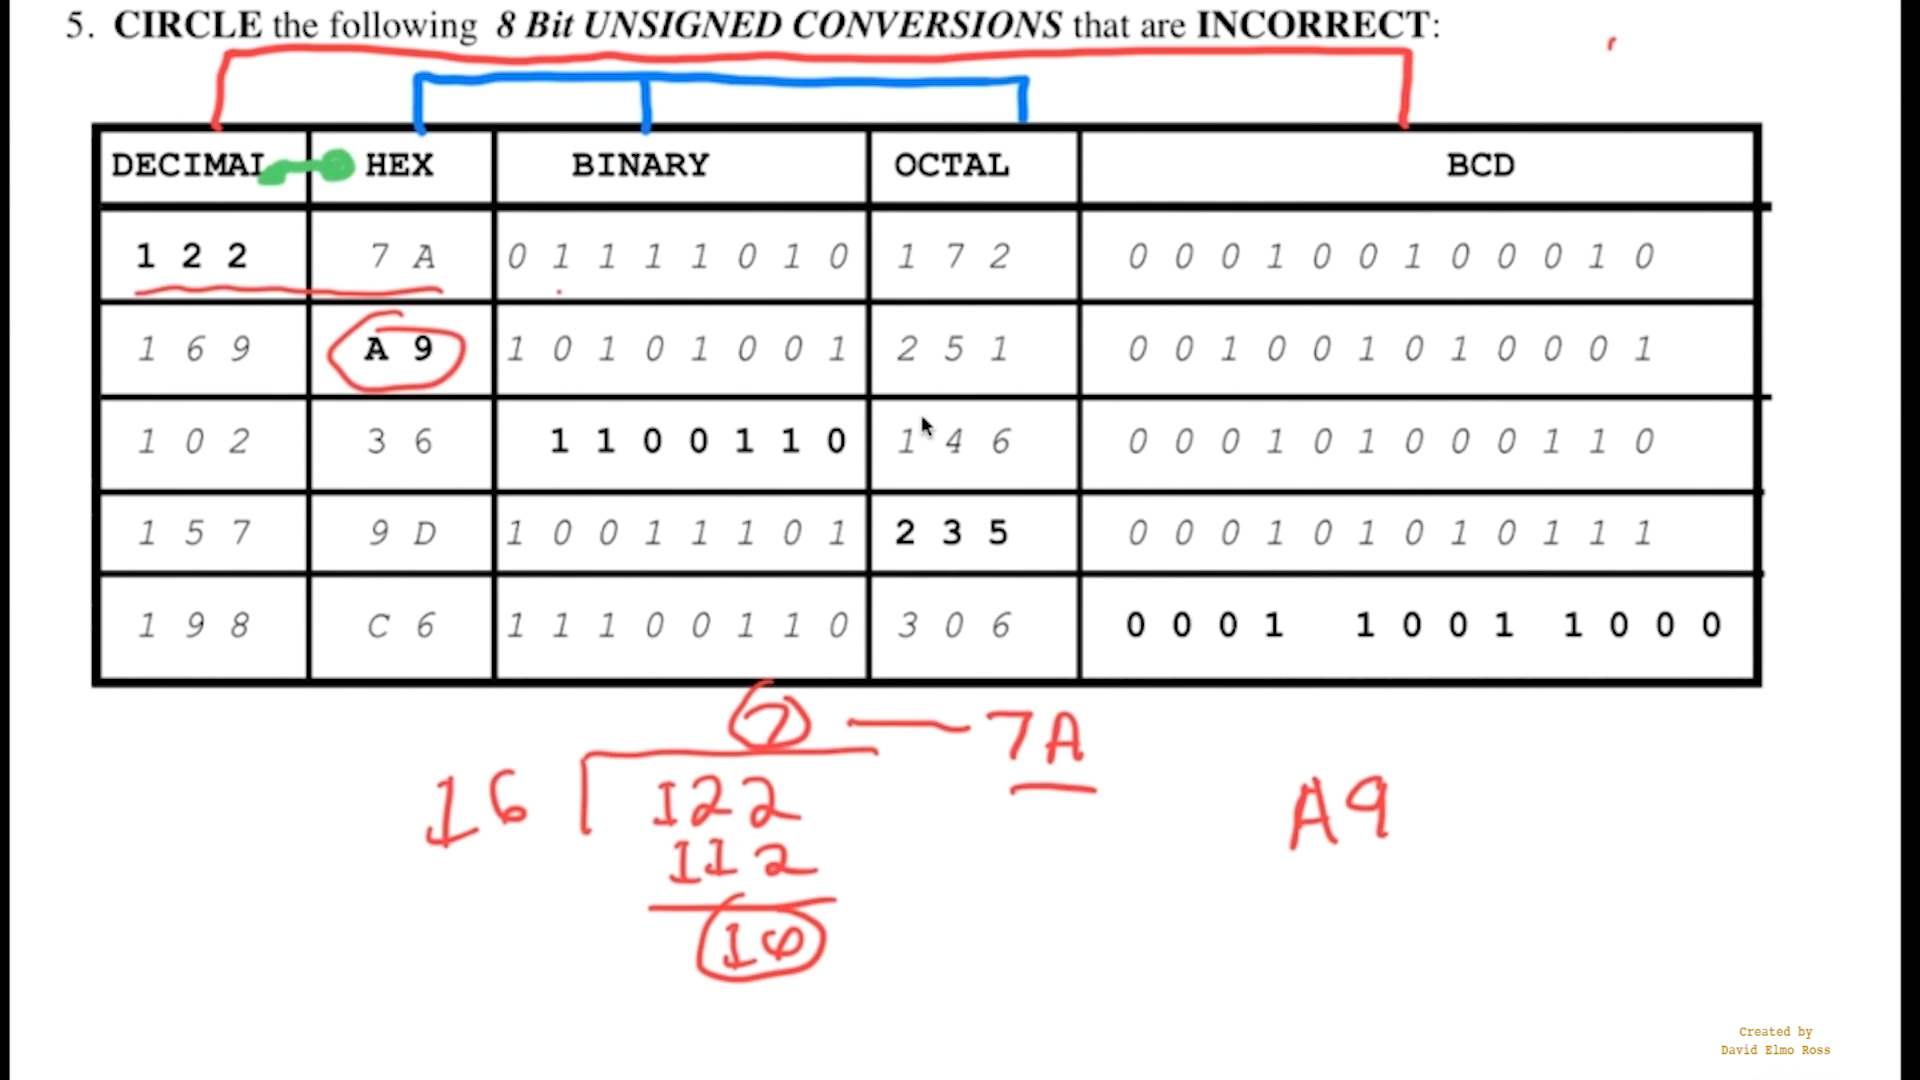 5. CIRCLE the following 8 Bit UNSIGNED CONVERSIONS that are INCORRECT:
DECIMAL HEX BINARY OCTAL BCD
1 2 2 7 A 0 1 1 1 1 0 1 0 1 7 2 0 0 0 1 0 0 1 0 0 0 1 0
1 6 9 A 9 1 0 1 0 1 0 0 1 2 5 1 0 0 1 0 0 1 0 1 0 0 0 1
1 0 2 3 6 1 1 0 0 1 1 0 1 4 6 0 0 0 1 0 1 0 0 0 1 1 0
1 5 7 9 D 1 0 0 1 1 1 0 1 2 3 5 0 0 0 1 0 1 0 1 0 1 1 1
1 9 8 C 6 1 1 1 0 0 1 1 0 3 0 6 0 0 0 1 1 0 0 1 1 0 0 0
7 — 7A
16 122 A9
112
10
Created by
David Elmo Ross